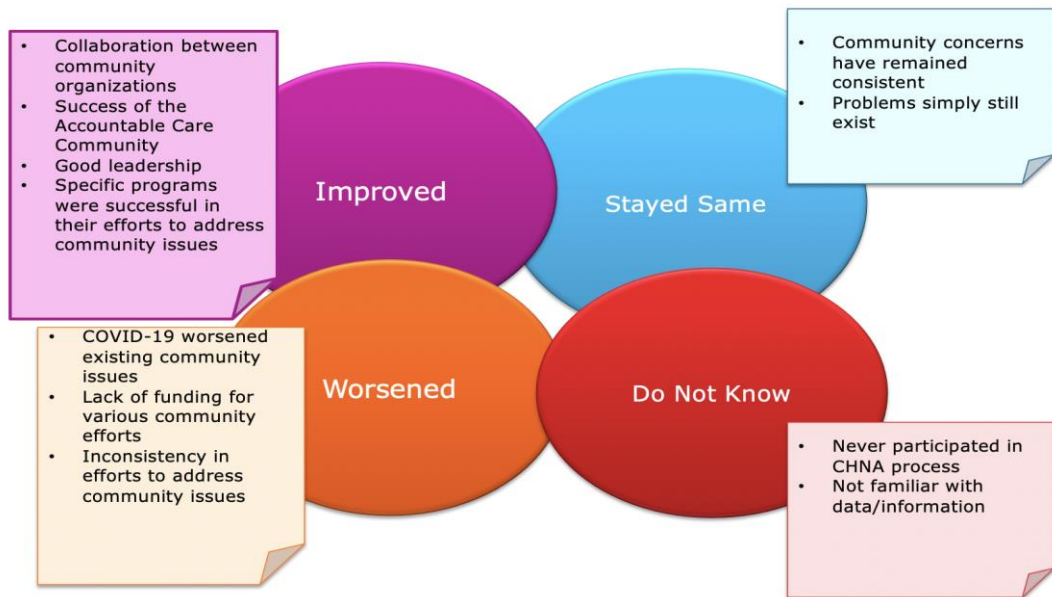 • Collaboration between
community
organizations
• Success of the
Accountable Care
Community
• Good leadership
• Specific programs
were successful in
their efforts to address
community issues
Improved
Stayed Same
• Community concerns
have remained
consistent
• Problems simply still
exist
• COVID-19 worsened
existing community
issues
• Lack of funding for
various community
efforts
• Inconsistency in
efforts to address
community issues
Worsened
Do Not Know
• Never participated in
CHNA process
• Not familiar with
data/information